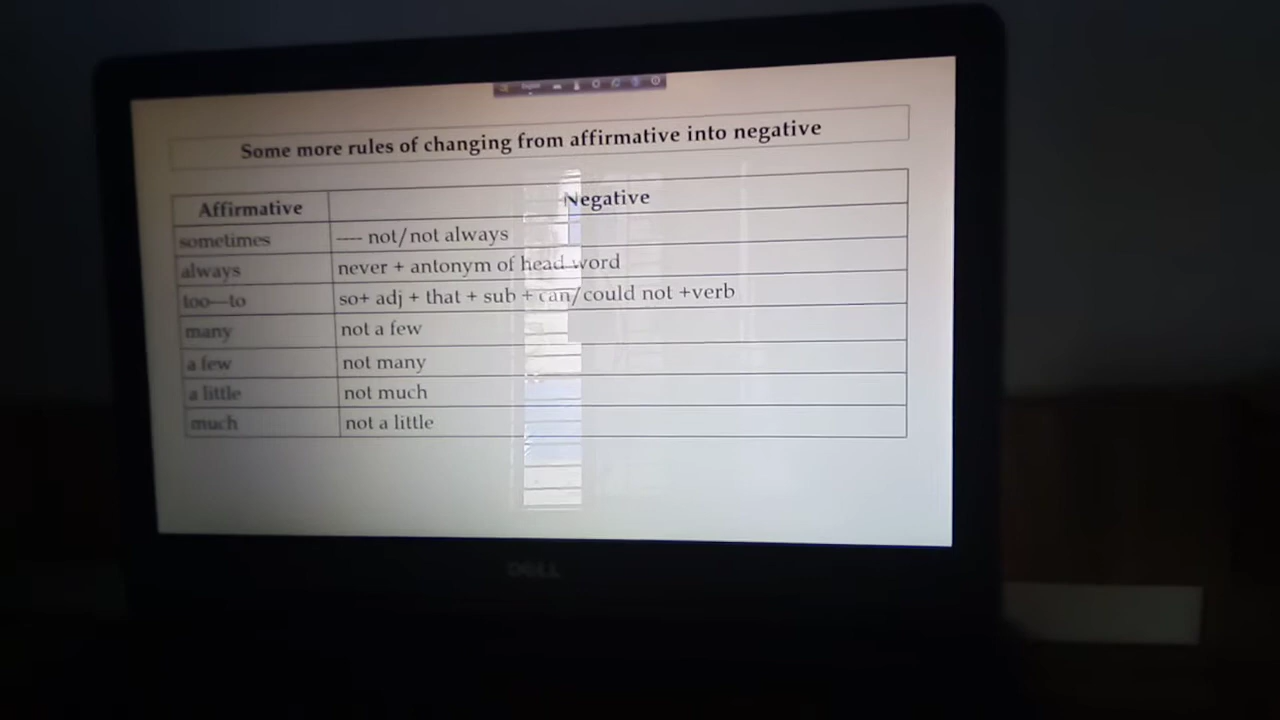 Some more rules of changing from affirmative into negative
Affirmative Negative
sometimes ---- not/not always
always never + antonym of head word
too—to so+ adj + that + sub + can/could not +verb
many not a few
a few not many
a little not much
much not a little
DELL